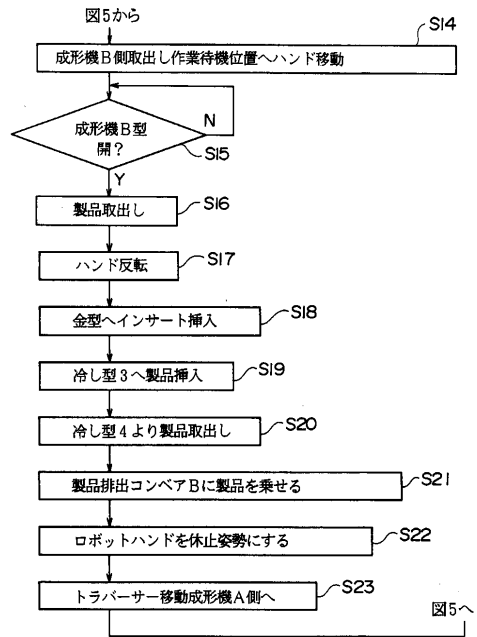 図5から
S14
成形機B側取出し作業待機位置へハンド移動
N
成形機B型
開?
S15
Y
製品取出し
S16
ハンド反転
S17
金型へインサート挿入
S18
冷し型3へ製品挿入
S19
冷し型4より製品取出し
S20
製品排出コンベアBに製品を乗せる
S21
ロボットハンドを休止姿勢にする
S22
トラバーサー移動成形機A側へ
S23
図5へ